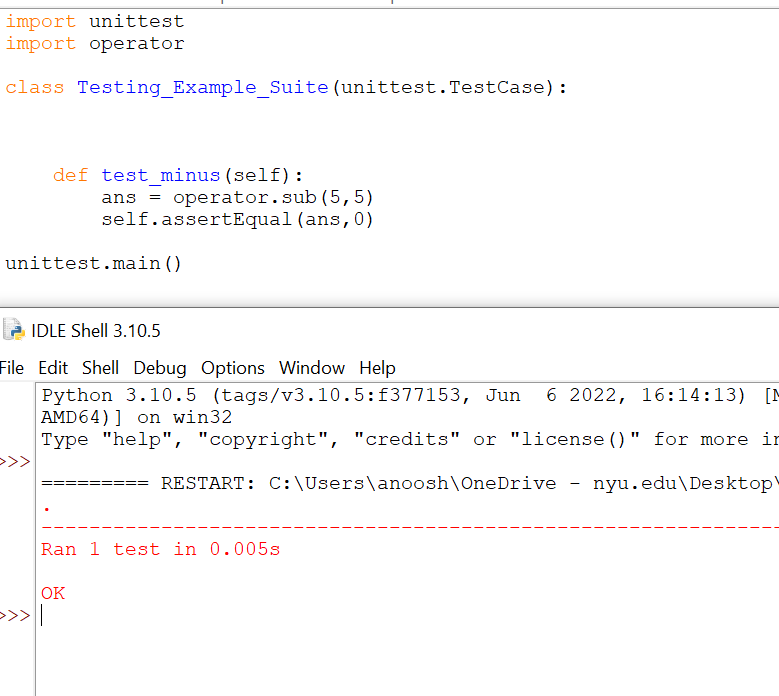 import unittest
import operator
class Testing_Example_Suite(unittest.TestCase):
def test_minus(self):
ans = operator.sub(5,5)
self.assertEqual(ans,0)
unittest.main()
IDLE Shell 3.10.5
File Edit Shell Debug Options Window Help
Python 3.10.5 (tags/v3.10.5:f377153, Jun 6 2022, 16:14:13) [
AMD64)] on win32
Type "help", "copyright", "credits" or "license()" for more
>>>
========= RESTART: C:\Users\anoosh\OneDrive - nyu.edu\Desktop\
.
----------------------------------------------------------------------
Ran 1 test in 0.005s
OK
>>>